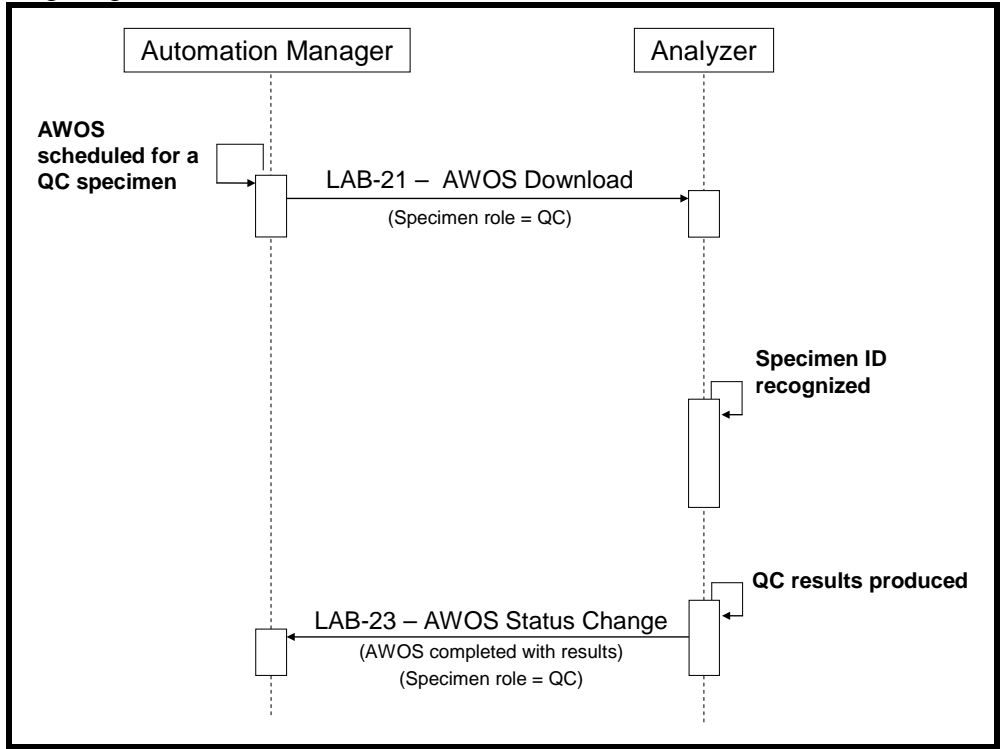 Automation Manager
Analyzer
AWOS
scheduled for a
QC specimen
LAB-21 – AWOS Download
(Specimen role = QC)
Specimen ID
recognized
QC results produced
LAB-23 – AWOS Status Change
(AWOS completed with results)
(Specimen role = QC)